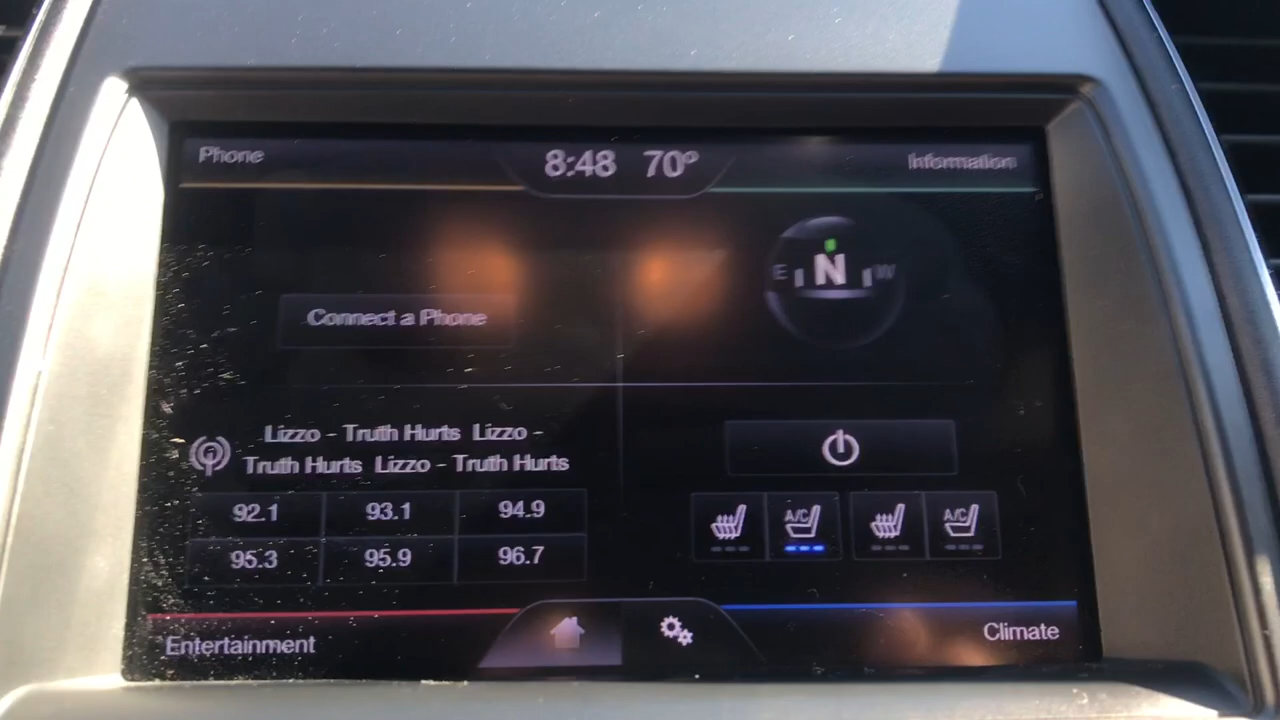 Phone
8:48 70°
Information
E N W
Connect a Phone
Lizzo - Truth Hurts Lizzo -
Truth Hurts Lizzo - Truth Hurts
92.1 93.1 94.9
95.3 95.9 96.7
A/C A/C
Entertainment
Climate